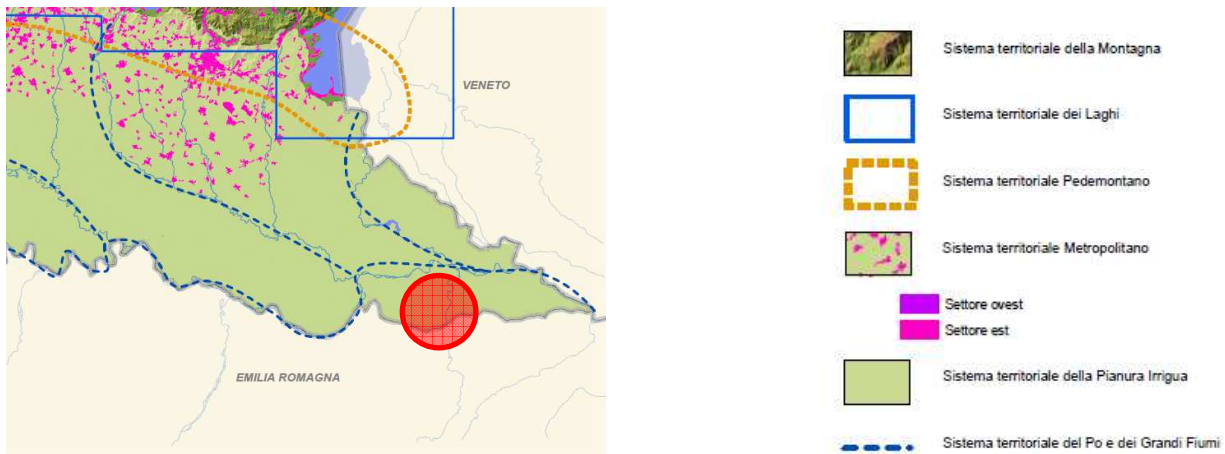 VENETO
EMILIA ROMAGNA
Sistema territoriale della Montagna
Sistema territoriale dei Laghi
Sistema territoriale Pedemontano
Sistema territoriale Metropolitano
Settore ovest
Settore est
Sistema territoriale della Pianura Irrigua
Sistema territoriale del Po e dei Grandi Fiumi